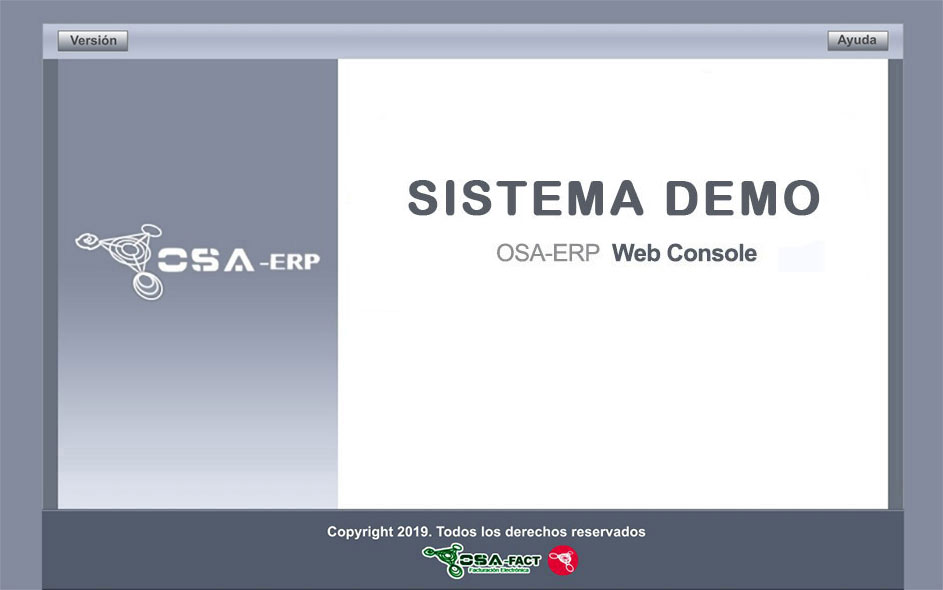 Versión
Ayuda
OSA-ERP
SISTEMA DEMO
OSA-ERP Web Console
Copyright 2019. Todos los derechos reservados
OSA-FACT
Facturación Electrónica